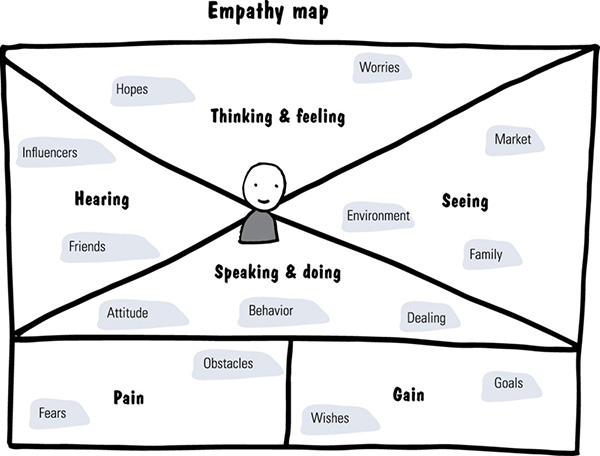 Empathy map
Worries
Hopes
Thinking & feeling
Market
Influencers
Hearing
Seeing
Environment
Friends
Family
Speaking & doing
Attitude
Behavior
Dealing
Obstacles
Pain
Fears
Goals
Gain
Wishes